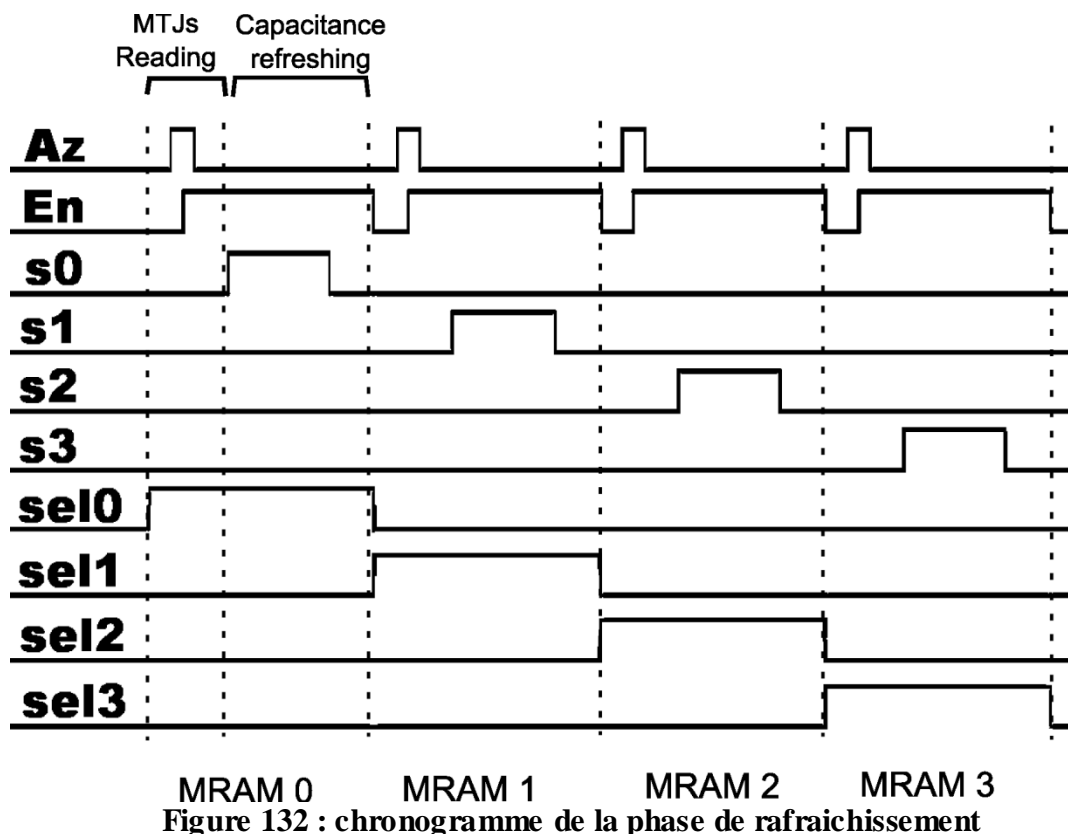 MTJs Capacitance
Reading refreshing
Az
En
s0
s1
s2
s3
sel0
sel1
sel2
sel3
MRAM 0 MRAM 1 MRAM 2 MRAM 3
Figure 132 : chronogramme de la phase de rafraichissement